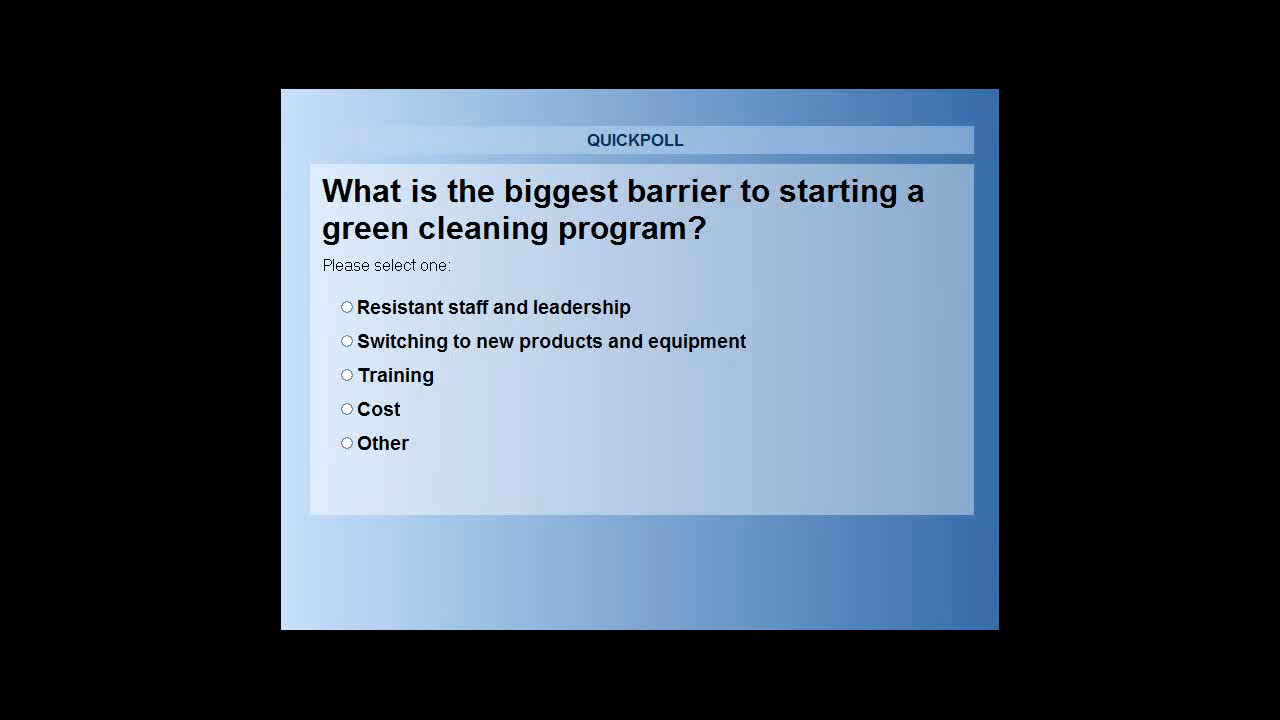 QUICKPOLL
What is the biggest barrier to starting a
green cleaning program?
Please select one:
Resistant staff and leadership
Switching to new products and equipment
Training
Cost
Other